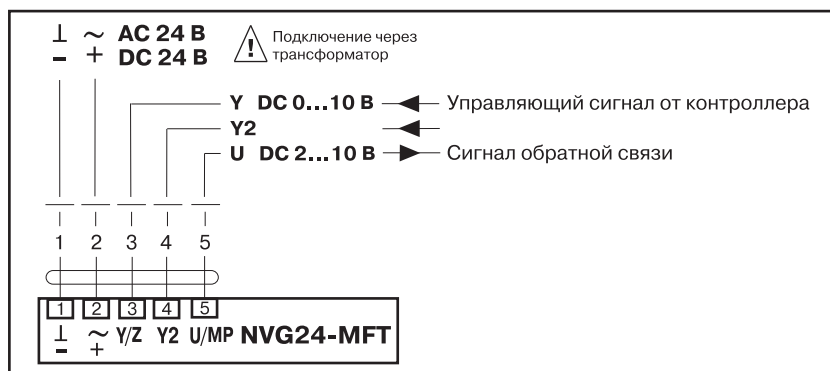 ⊥ ~ AC 24 В
– + DC 24 В
Подключение через
трансформатор
Y DC 0...10 В Управляющий сигнал от контроллера
Y2
U DC 2...10 В Сигнал обратной связи
1 2 3 4 5
1 2 3 4 5
⊥ ~ Y/Z Y2 U/MP NVG24-MFT
– +